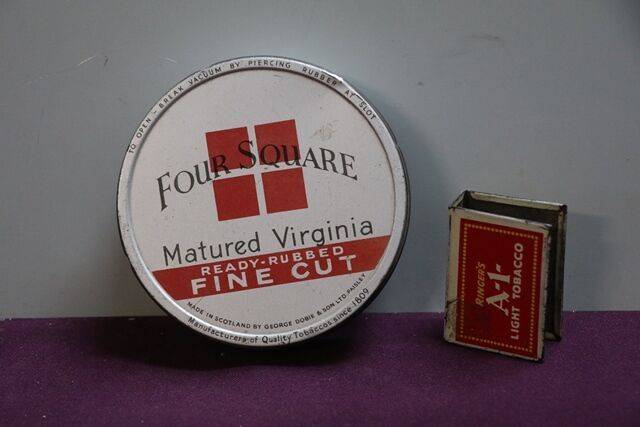 TO OPEN - BREAK VACUUM BY PIERCING RUBBER AT SLOT
FOUR SQUARE
Matured Virginia
READY-RUBBED
FINE CUT
MADE IN SCOTLAND BY GEORGE DOBIE & SON LTD. PAISLEY
Manufacturers of Quality Tobaccos since 1809
RINGER'S
A-1-
LIGHT TOBACCO